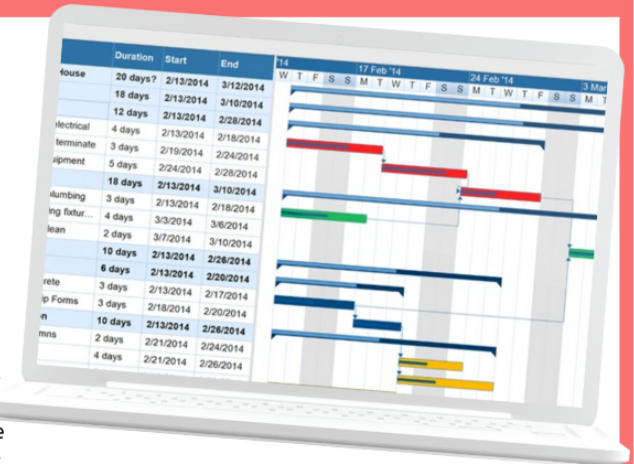 Duration Start End '14 17 Feb '14 24 Feb '14 3 Mar
W T F S S M T W T F S S M T W T F S S M T
House 20 days? 2/13/2014 3/12/2014
18 days 2/13/2014 3/10/2014
12 days 2/13/2014 2/28/2014
electrical 4 days 2/13/2014 2/18/2014
terminate 3 days 2/19/2014 2/24/2014
uipment 5 days 2/24/2014 2/28/2014
18 days 2/13/2014 3/10/2014
lumbing 3 days 2/13/2014 2/18/2014
ing fixtur... 4 days 3/3/2014 3/6/2014
lean 2 days 3/7/2014 3/10/2014
10 days 2/13/2014 2/26/2014
6 days 2/13/2014 2/20/2014
rete 3 days 2/13/2014 2/17/2014
ip Forms 3 days 2/18/2014 2/20/2014
on 10 days 2/13/2014 2/26/2014
mns 2 days 2/21/2014 2/24/2014
4 days 2/21/2014 2/26/2014
e